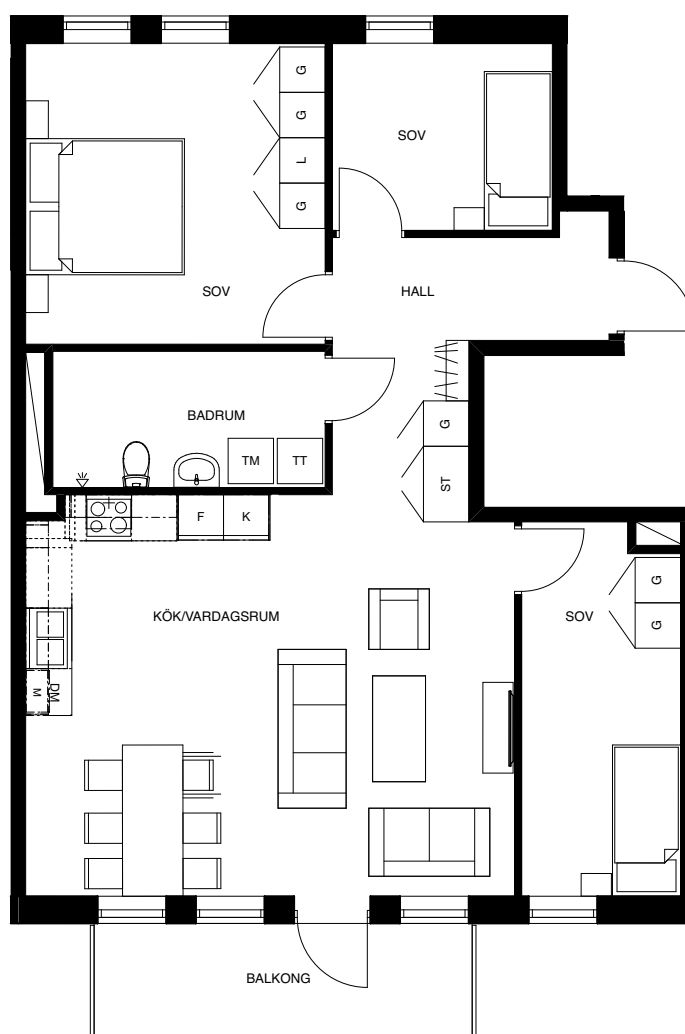 G
G
L
G
SOV
SOV
HALL
BADRUM
TM
TT
G
ST
F
K
KÖK/VARDAGSRUM
SOV
G
G
DM
M
BALKONG